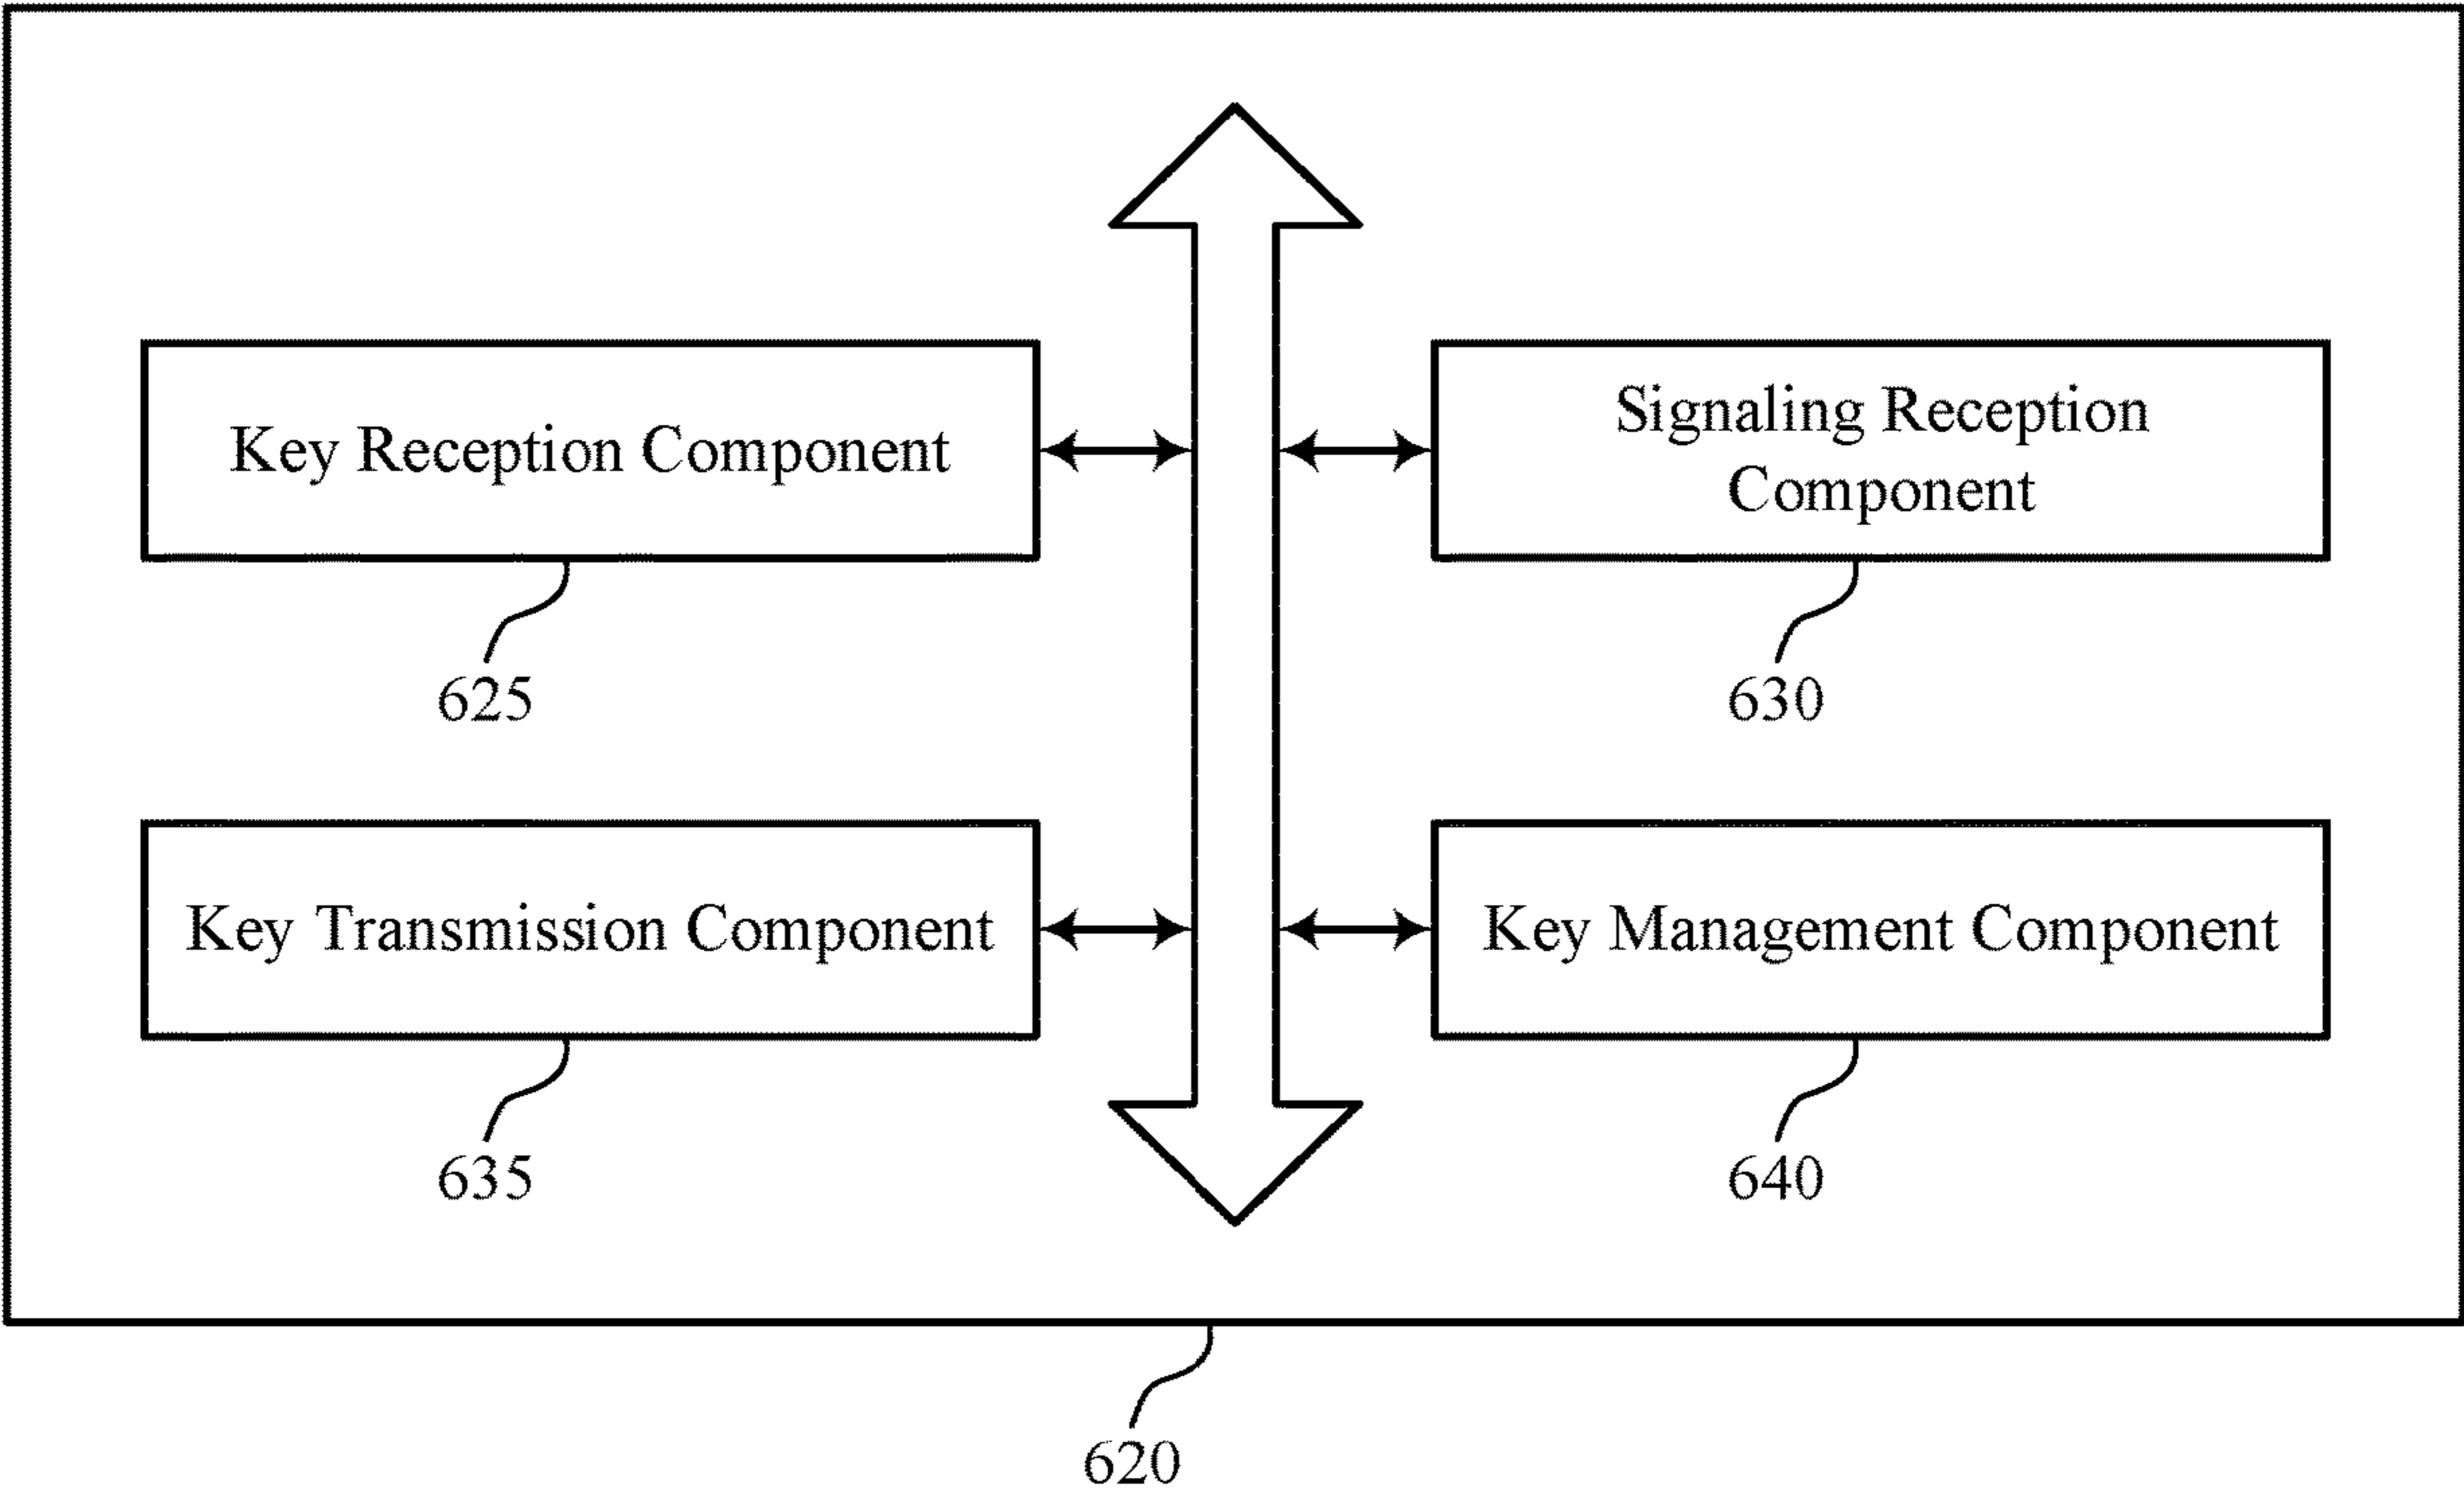 Key Reception Component
Signaling Reception
Component
625
630
Key Transmission Component
Key Management Component
635
640
620